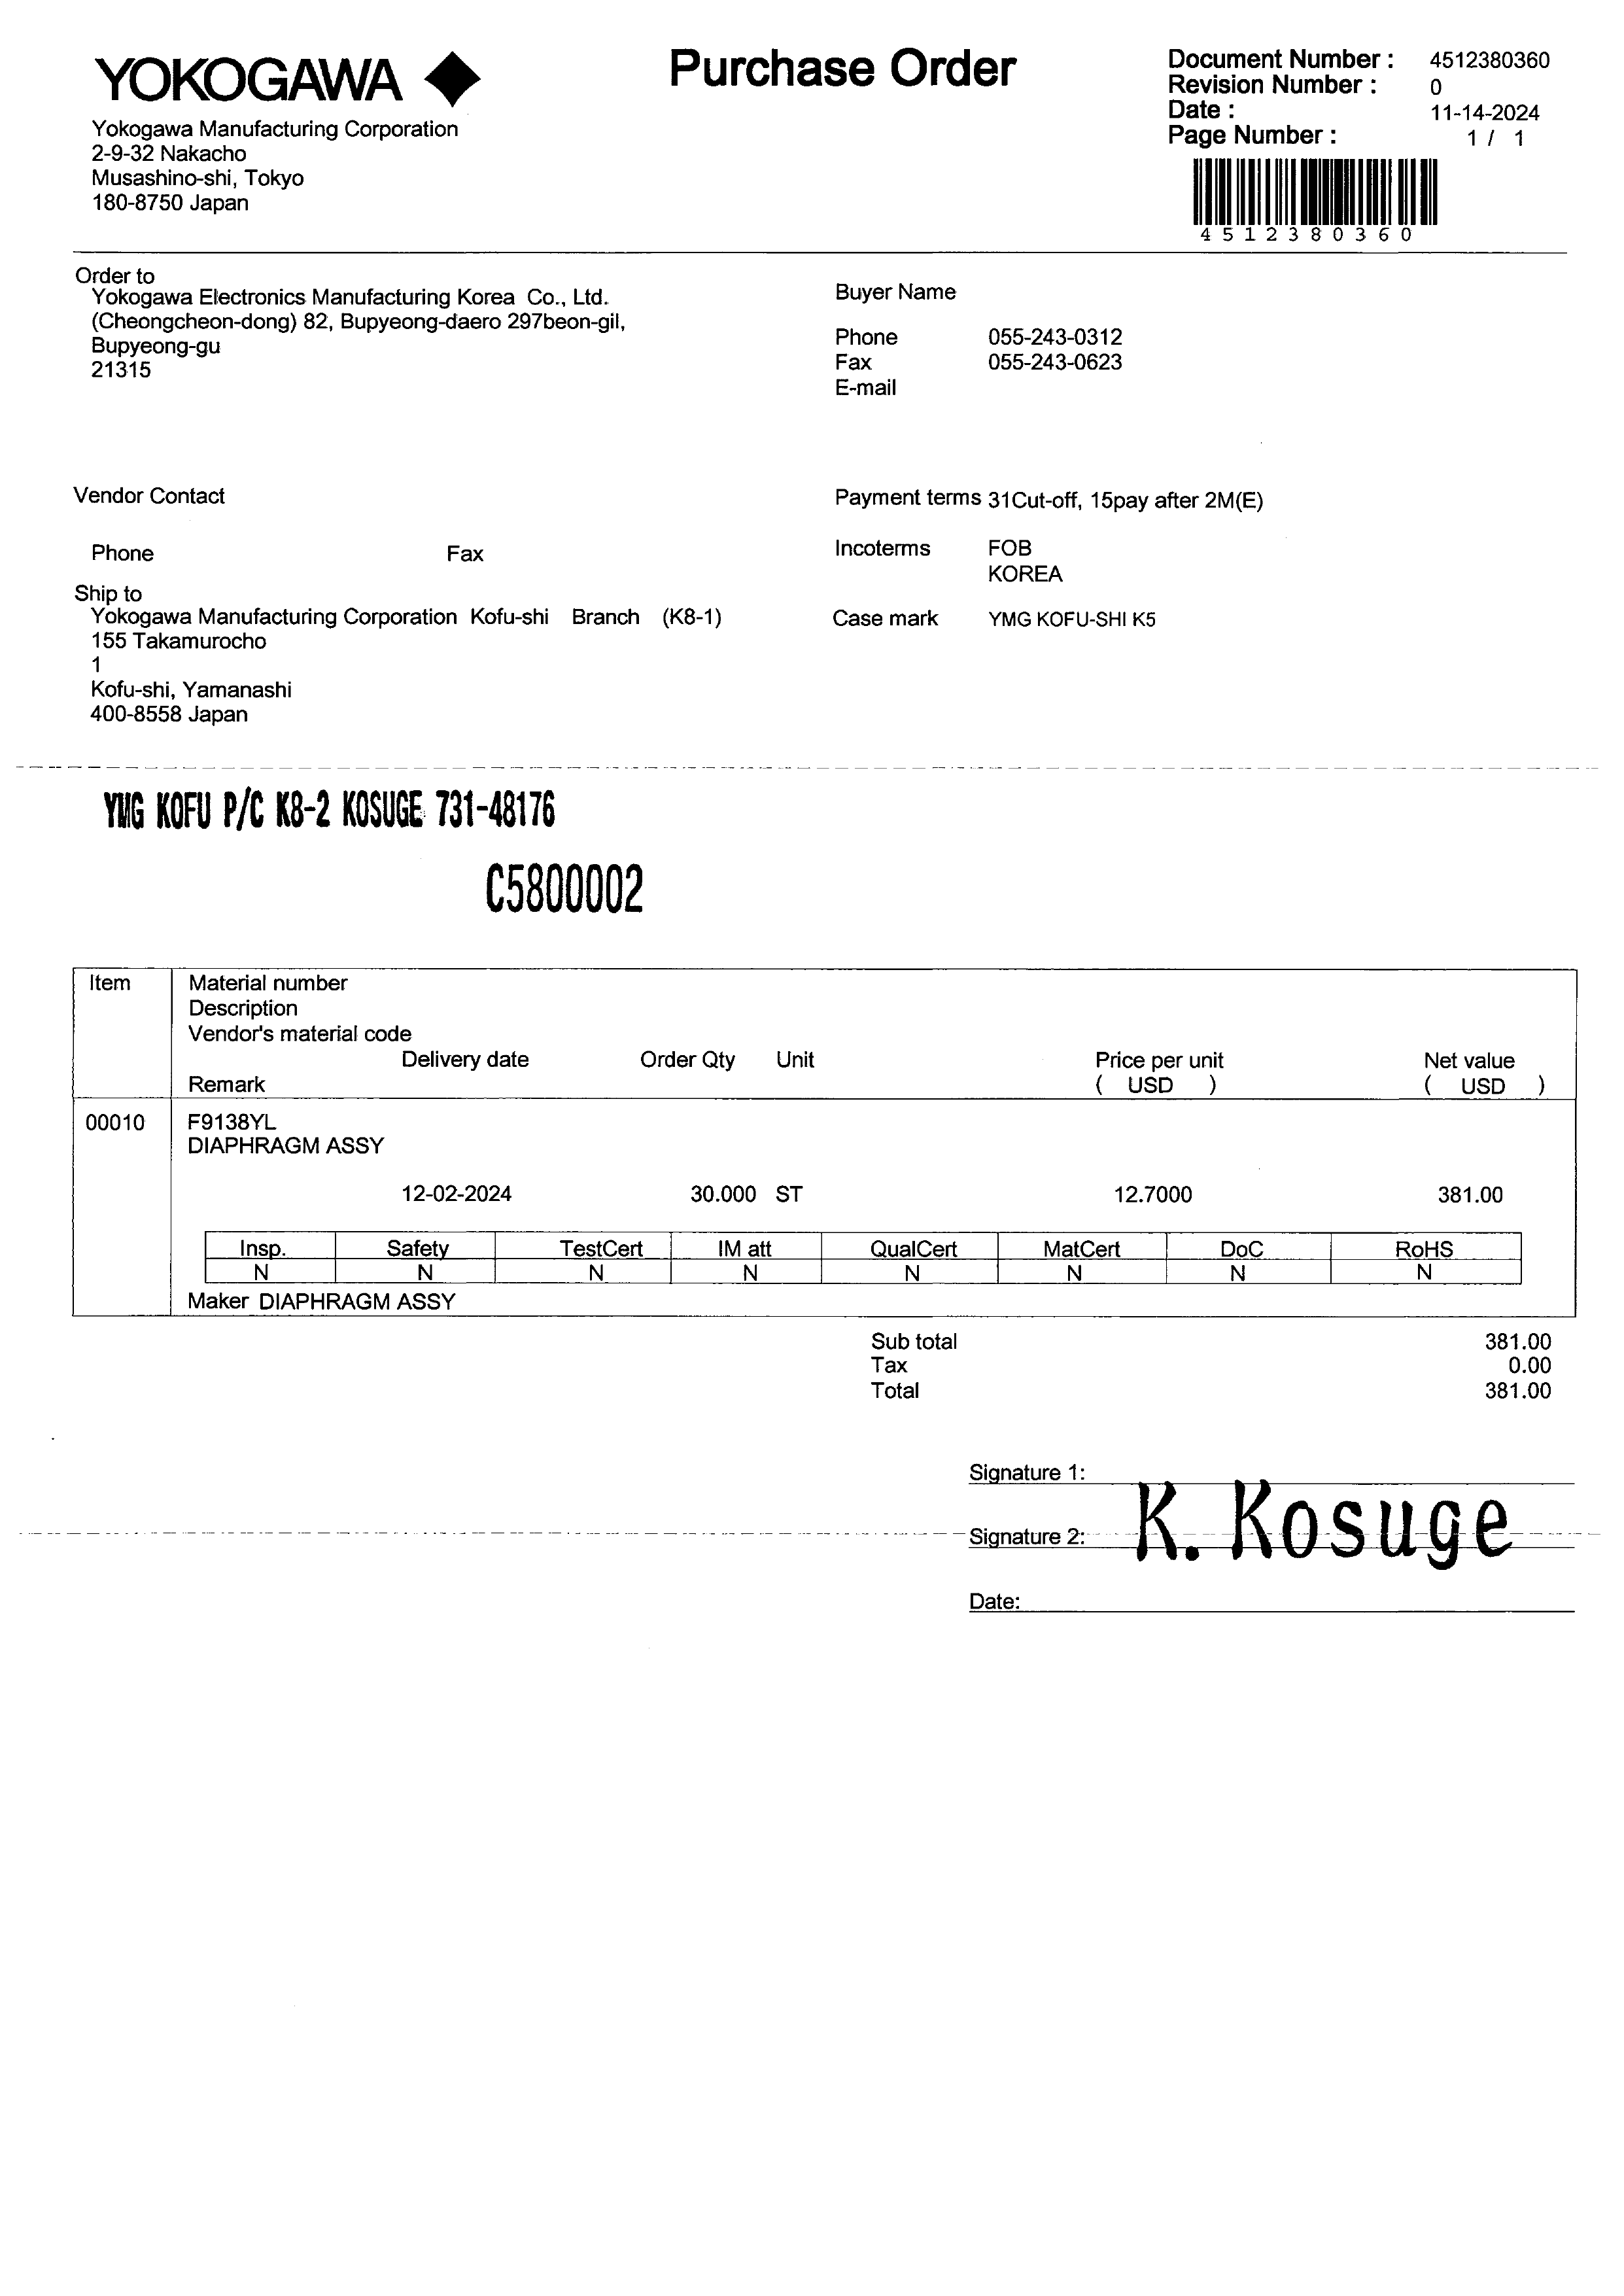 YOKOGAWA
Purchase Order
Document Number : 4512380360
Revision Number : 0
Date : 11-14-2024
Page Number : 1 / 1
4512380360
Yokogawa Manufacturing Corporation
2-9-32 Nakacho
Musashino-shi, Tokyo
180-8750 Japan
Order to
Yokogawa Electronics Manufacturing Korea Co., Ltd.
(Cheongcheon-dong) 82, Bupyeong-daero 297beon-gil,
Bupyeong-gu
21315
Buyer Name
Phone 055-243-0312
Fax 055-243-0623
E-mail
Vendor Contact
Phone Fax
Payment terms 31Cut-off, 15pay after 2M(E)
Incoterms FOB
KOREA
Ship to
Yokogawa Manufacturing Corporation Kofu-shi Branch (K8-1)
155 Takamurocho
1
Kofu-shi, Yamanashi
400-8558 Japan
Case mark YMG KOFU-SHI K5
YMG KOFU P/C K8-2 KOSUGE 731-48176
C5800002
Item Material number
Description
Vendor's material code
Delivery date Order Qty Unit Price per unit Net value
Remark ( USD ) ( USD )
00010 F9138YL
DIAPHRAGM ASSY
12-02-2024 30.000 ST 12.7000 381.00
Insp. Safety TestCert IM att QualCert MatCert DoC RoHS
N N N N N N N N
Maker DIAPHRAGM ASSY
Sub total 381.00
Tax 0.00
Total 381.00
Signature 1:
Signature 2: K. Kosuge
Date: